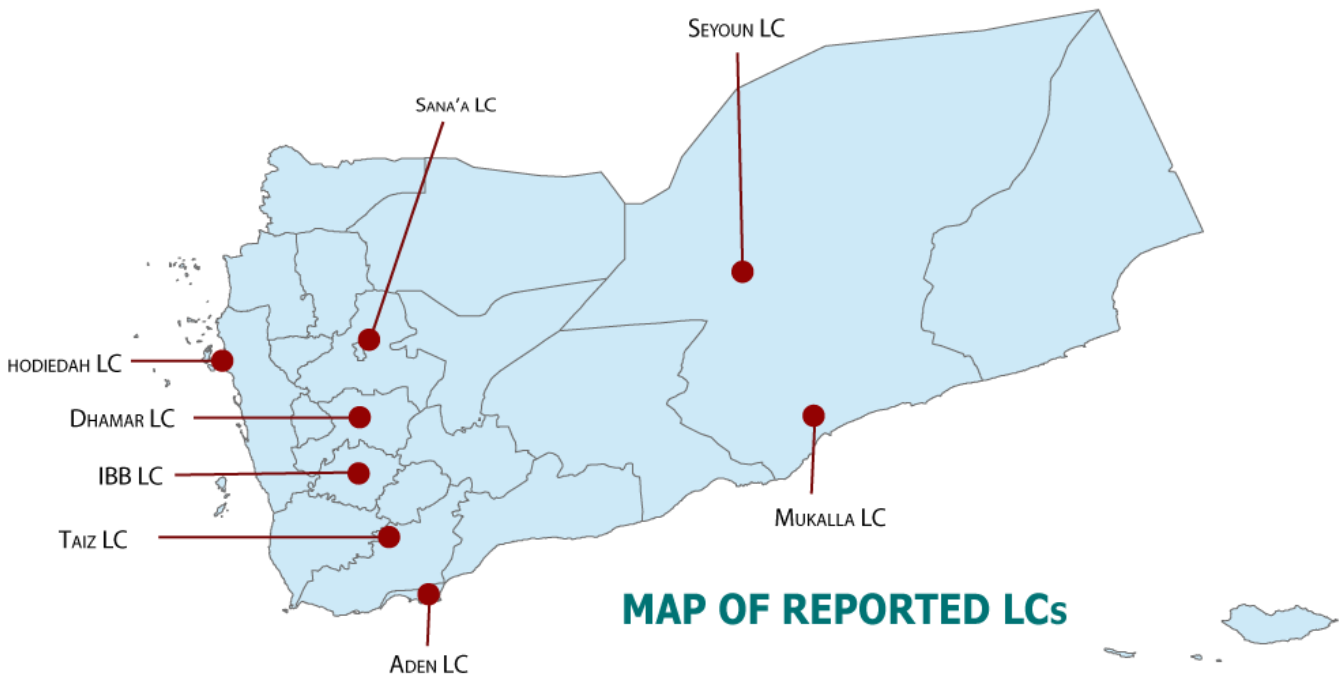 SEYOUN LC
SANA'A LC
HODIEDAH LC
DHAMAR LC
IBB LC
TAIZ LC
MUKALLA LC
MAP OF REPORTED LCs
ADEN LC